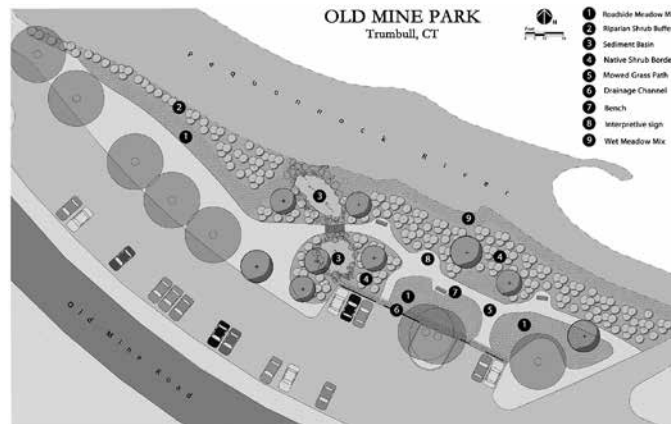 OLD MINE PARK
Trumbull, CT
N
1 Roadside Meadow M
2 Riparian Shrub Buffe
3 Sediment Basin
4 Native Shrub Borde
5 Mowed Grass Path
6 Drainage Channel
7 Bench
8 Interpretive sign
9 Wet Meadow Mix
Pequonnock River
2
1
3
9
3
8
4
4
1
7
6
5
1
Old Mine Road